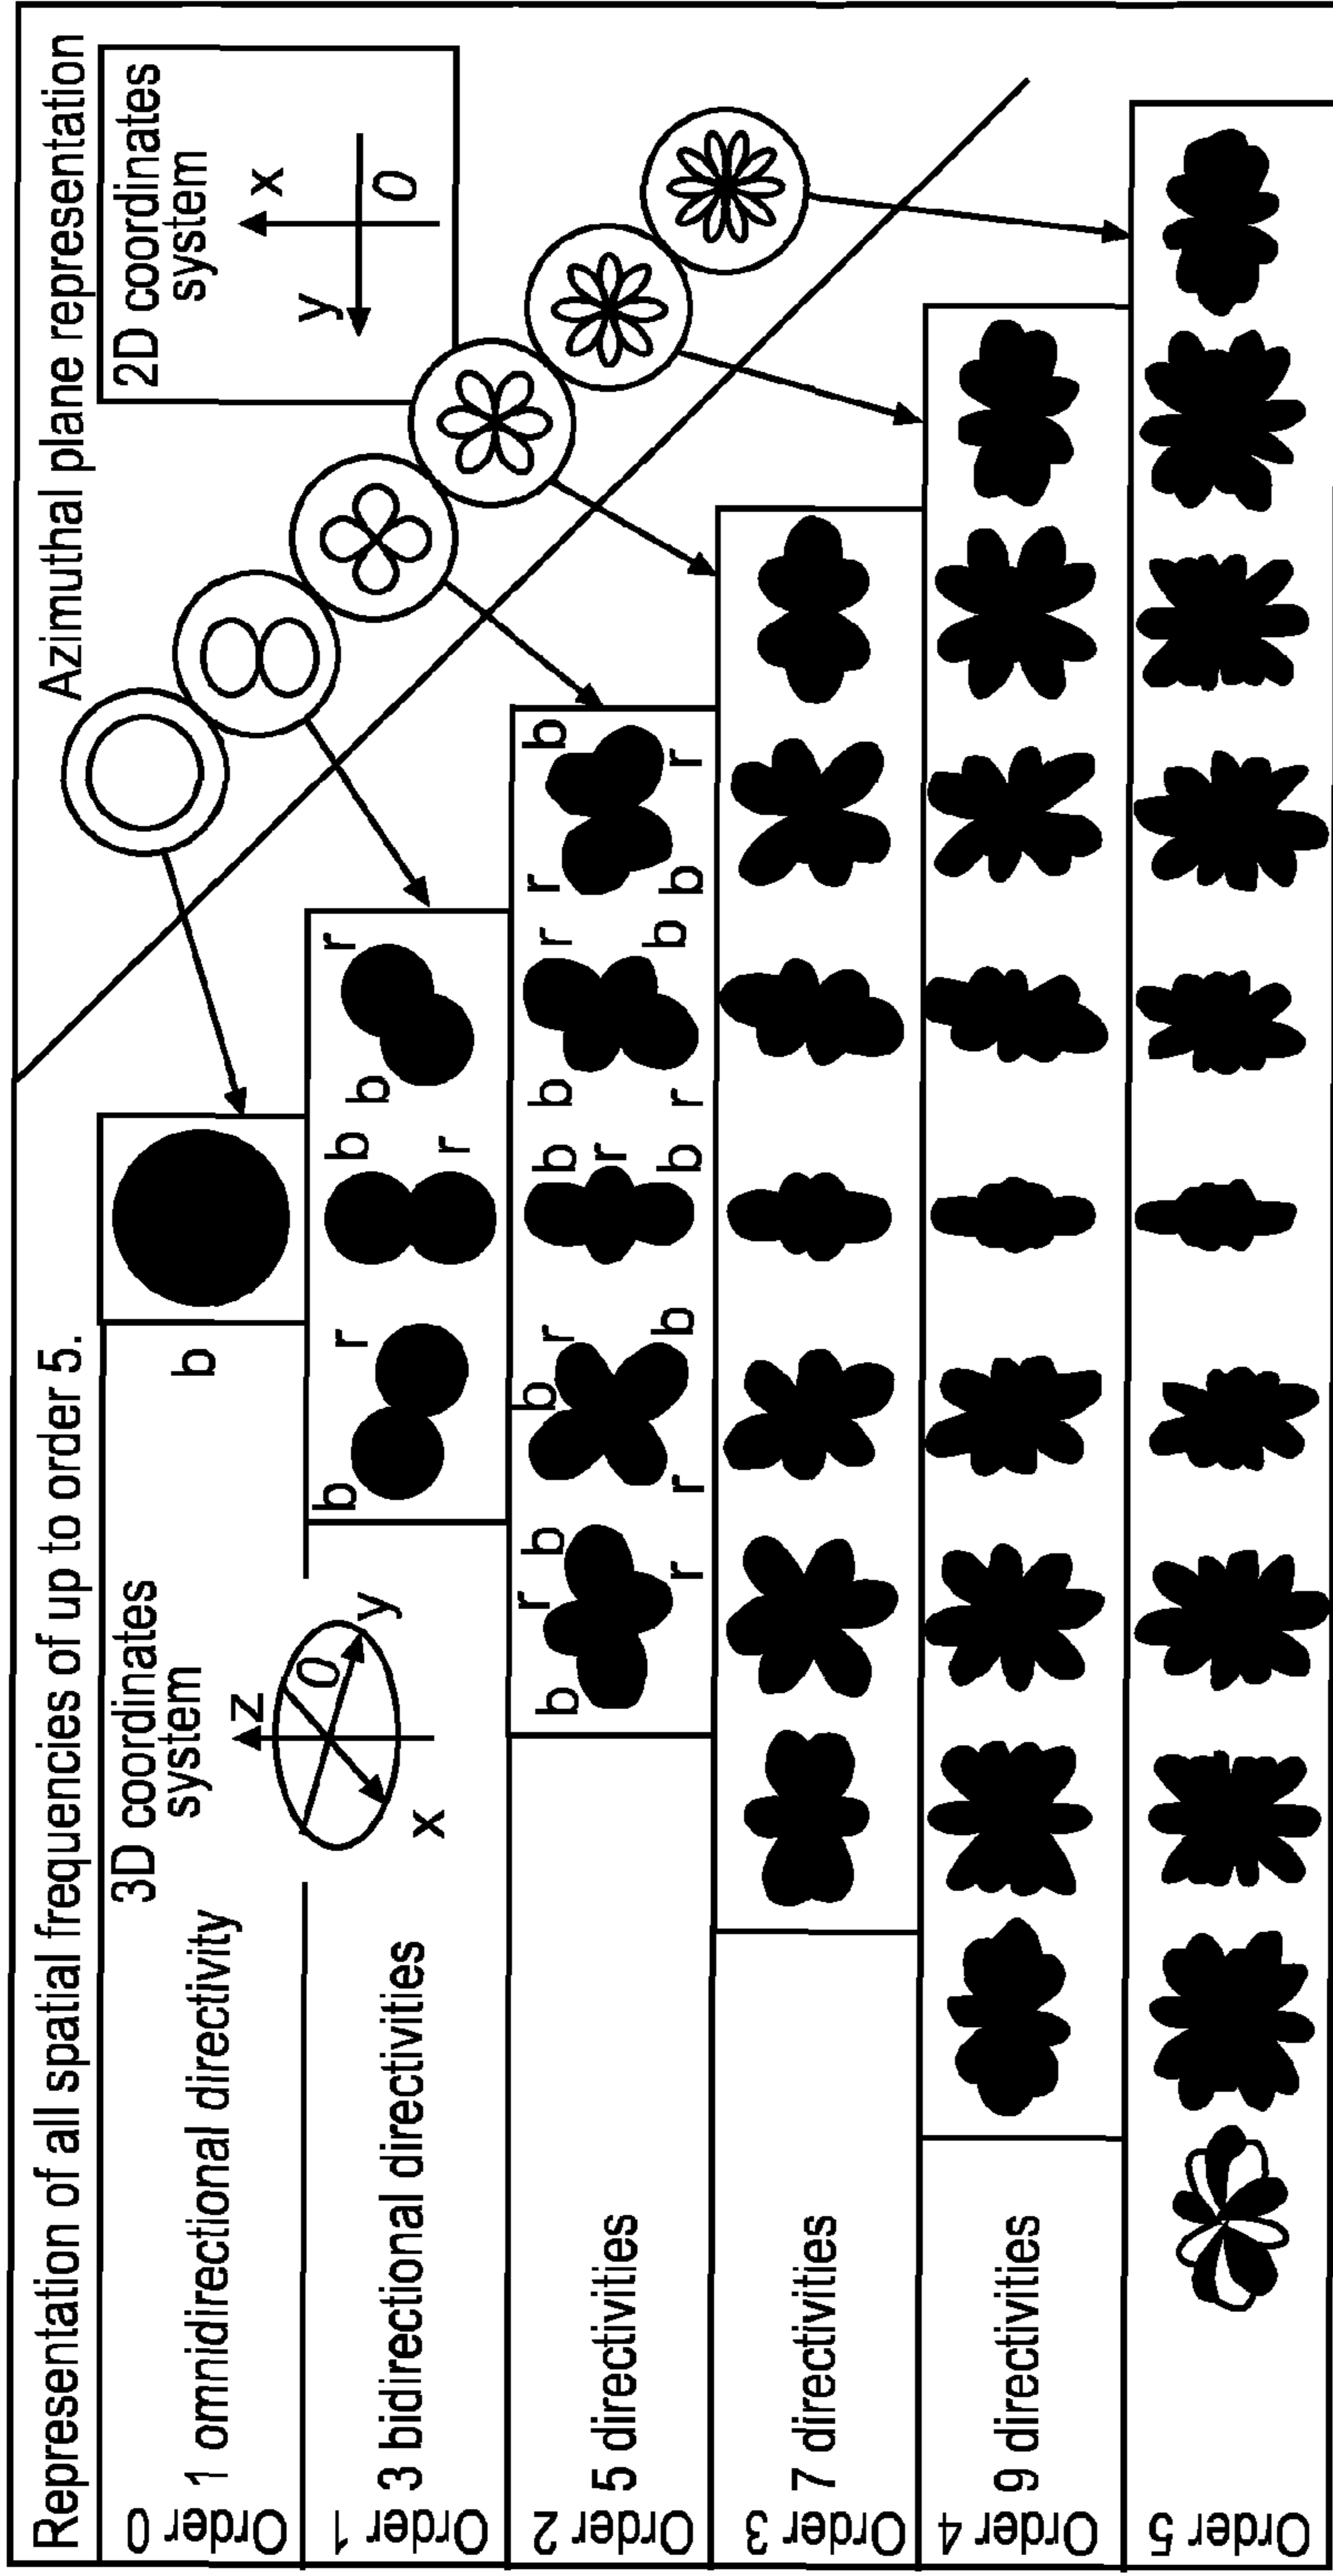 Representation of all spatial frequencies of up to order 5.
Azimuthal plane representation
3D coordinates
system
z
0
y
x
2D coordinates
system
x
y
0
Order 0
1 omnidirectional directivity
b
Order 1
3 bidirectional directivities
b r b r b r
Order 2
5 directivities
b r b r
b r b r
b r b
b r b r
r b b r
Order 3
7 directivities
Order 4
9 directivities
Order 5